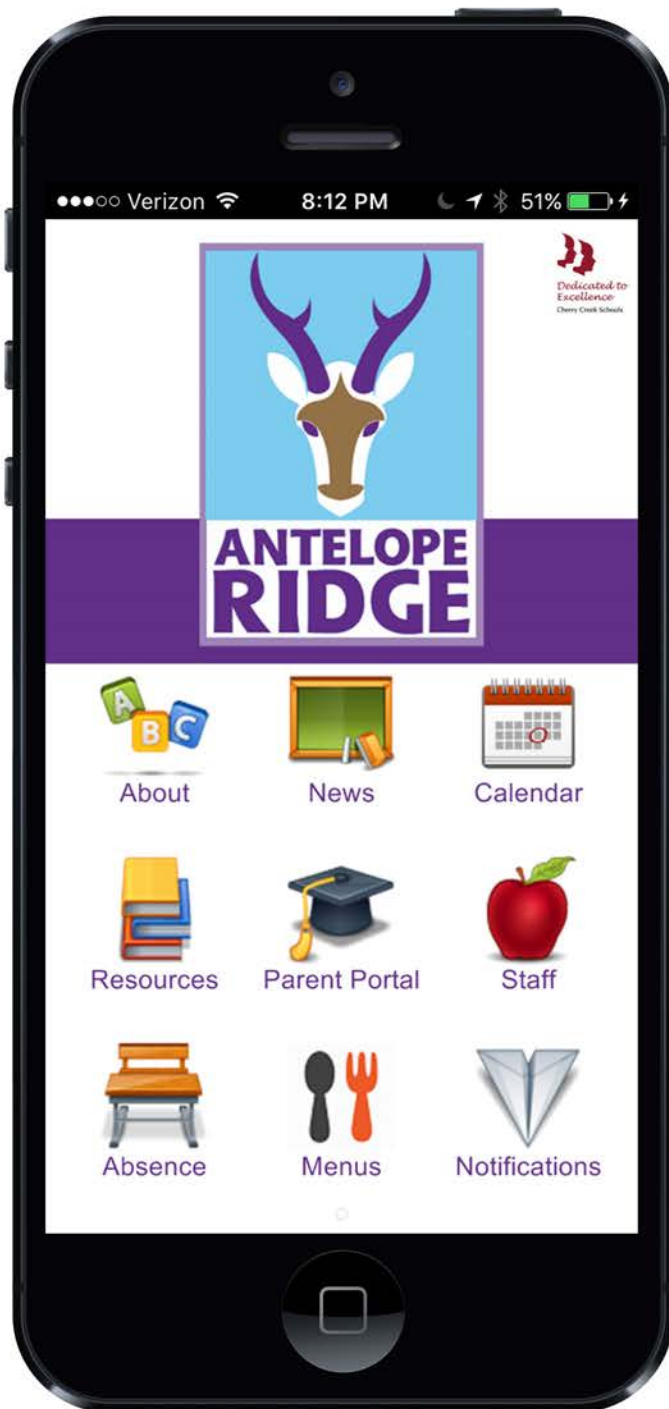 ●●●○○ Verizon 8:12 PM 51%
Dedicated to
Excellence
Cherry Creek Schools
ANTELOPE
RIDGE
A B C
About News Calendar
Resources Parent Portal Staff
Absence Menus Notifications